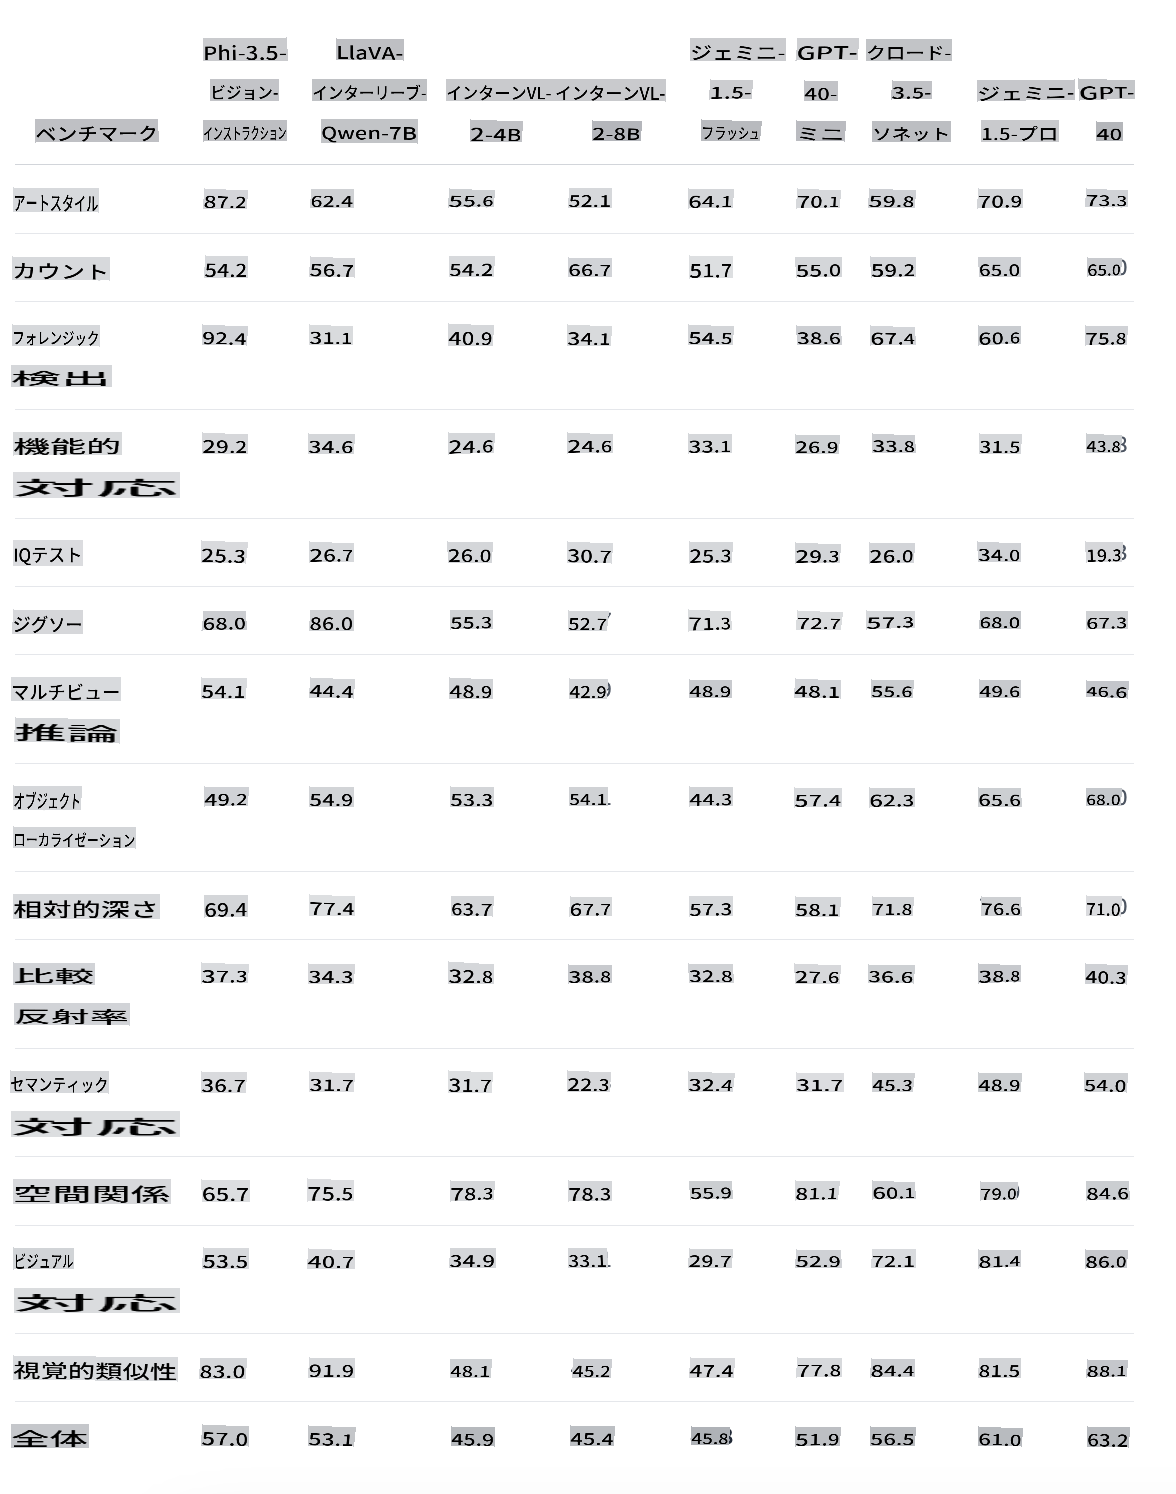 Phi-3.5- LlaVA- ジェミニ- GPT- クロード-
ビジョン- インターリーブ- インターンVL- インターンVL- 1.5- 40- 3.5- ジェミニ- GPT-
ベンチマーク インストラクション Qwen-7B 2-4B 2-8B フラッシュ ミニ ソネット 1.5-プロ 40
アートスタイル 87.2 62.4 55.6 52.1 64.1 70.1 59.8 70.9 73.3
カウント 54.2 56.7 54.2 66.7 51.7 55.0 59.2 65.0 65.0
フォレンジック 92.4 31.1 40.9 34.1 54.5 38.6 67.4 60.6 75.8
検出
機能的 29.2 34.6 24.6 24.6 33.1 26.9 33.8 31.5 43.8
対応
IQテスト 25.3 26.7 26.0 30.7 25.3 29.3 26.0 34.0 19.3
ジグソー 68.0 86.0 55.3 52.7 71.3 72.7 57.3 68.0 67.3
マルチビュー 54.1 44.4 48.9 42.9 48.9 48.1 55.6 49.6 46.6
推論
オブジェクト 49.2 54.9 53.3 54.1 44.3 57.4 62.3 65.6 68.0
ローカライゼーション
相対的深さ 69.4 77.4 63.7 67.7 57.3 58.1 71.8 76.6 71.0
比較 37.3 34.3 32.8 38.8 32.8 27.6 36.6 38.8 40.3
反射率
セマンティック 36.7 31.7 31.7 22.3 32.4 31.7 45.3 48.9 54.0
対応
空間関係 65.7 75.5 78.3 78.3 55.9 81.1 60.1 79.0 84.6
ビジュアル 53.5 40.7 34.9 33.1 29.7 52.9 72.1 81.4 86.0
対応
視覚的類似性 83.0 91.9 48.1 45.2 47.4 77.8 84.4 81.5 88.1
全体 57.0 53.1 45.9 45.4 45.8 51.9 56.5 61.0 63.2